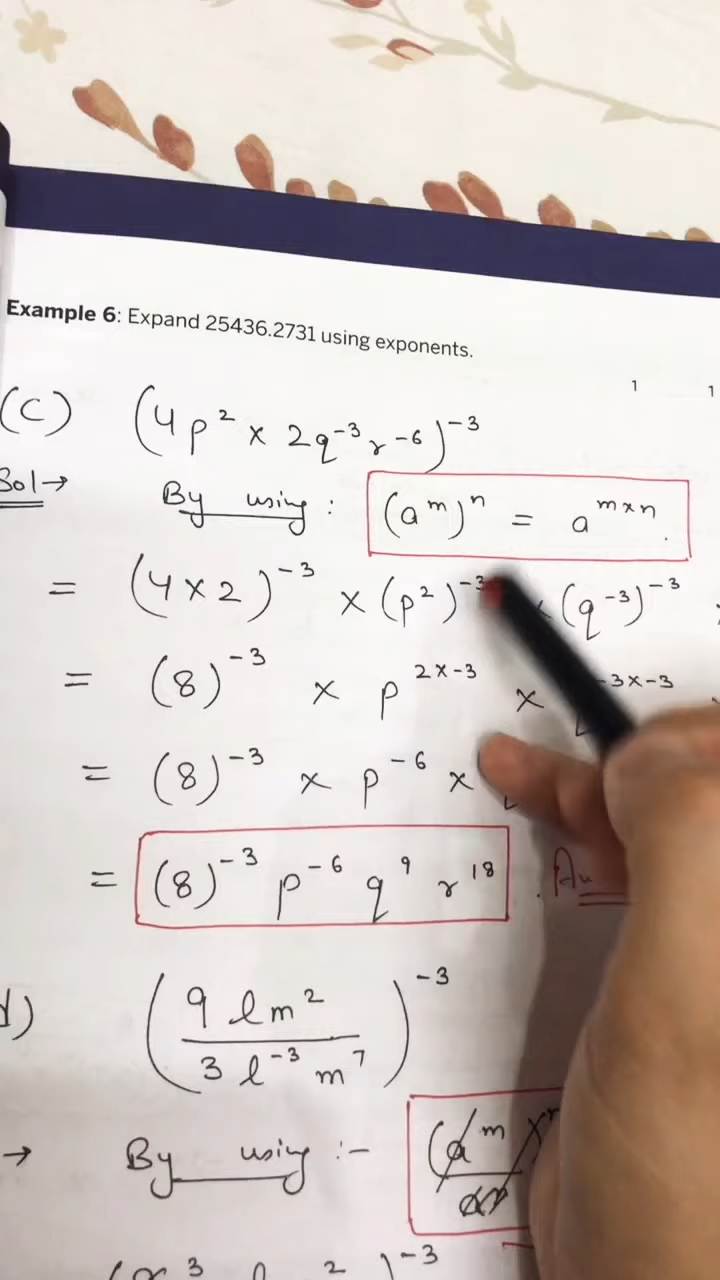 Example 6: Expand 25436.2731 using exponents.
1 1
(C) (4p² × 2q⁻³r⁻⁶)⁻³
Sol→ By using: (aᵐ)ⁿ = aᵐˣⁿ.
= (4×2)⁻³ × (p²)⁻³ × (q⁻³)⁻³
= (8)⁻³ × p²ˣ⁻³ × ⁻³ˣ⁻³
= (8)⁻³ × p⁻⁶ ×
= (8)⁻³ p⁻⁶ q⁹ r¹⁸.
d) (9lm² / 3l⁻³m⁷)⁻³
→ By using :-